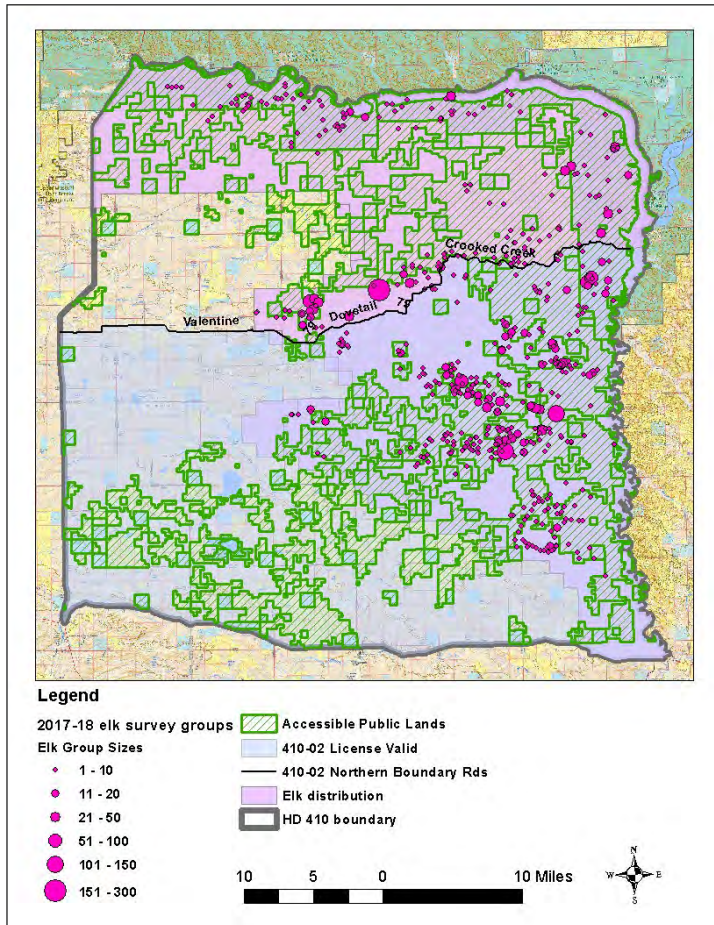 Crooked Creek
79
Dovetail
Valentine
Legend
2017-18 elk survey groups
Elk Group Sizes
1 - 10
11 - 20
21 - 50
51 - 100
101 - 150
151 - 300
Accessible Public Lands
410-02 License Valid
410-02 Northern Boundary Rds
Elk distribution
HD 410 boundary
10 5 0 10 Miles
N
W E
S